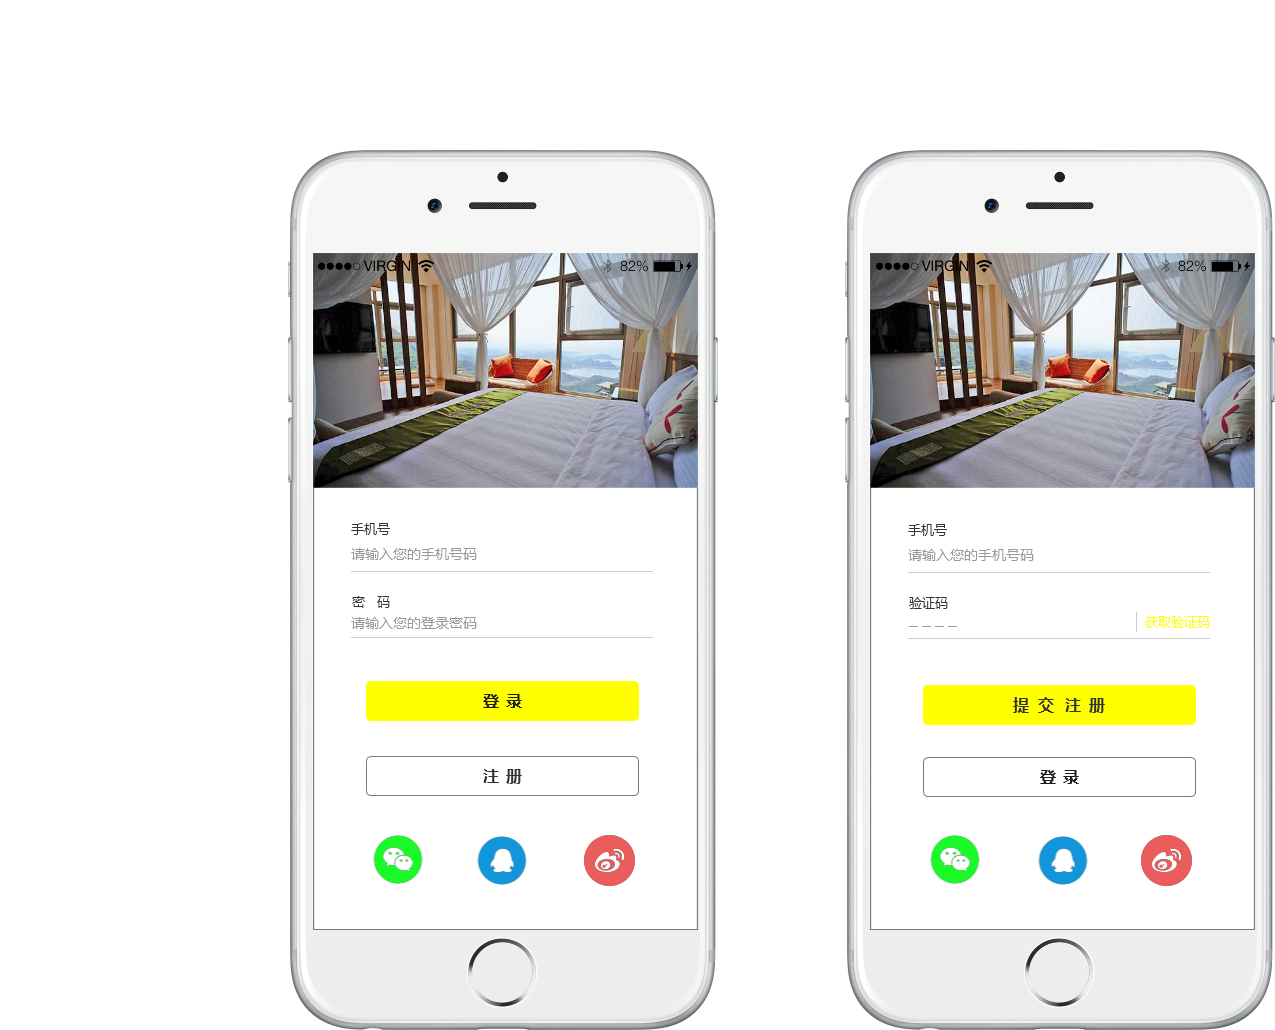 VIRGIN 82%
手机号
请输入您的手机号码
密 码
请输入您的登录密码
登 录
注 册
VIRGIN 82%
手机号
请输入您的手机号码
验证码
_ _ _ _ 获取验证码
提 交 注 册
登 录